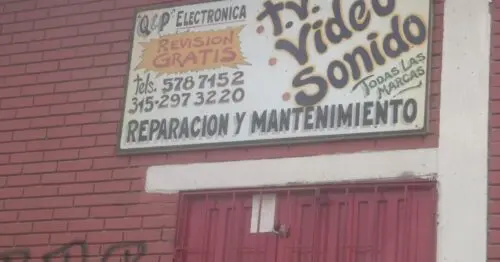 "Q&P" ELECTRONICA
REVISION
GRATIS
tels. 578 7152
315-297 3220
T.V.
Video
Sonido
TODAS LAS
MARCAS
REPARACION Y MANTENIMIENTO